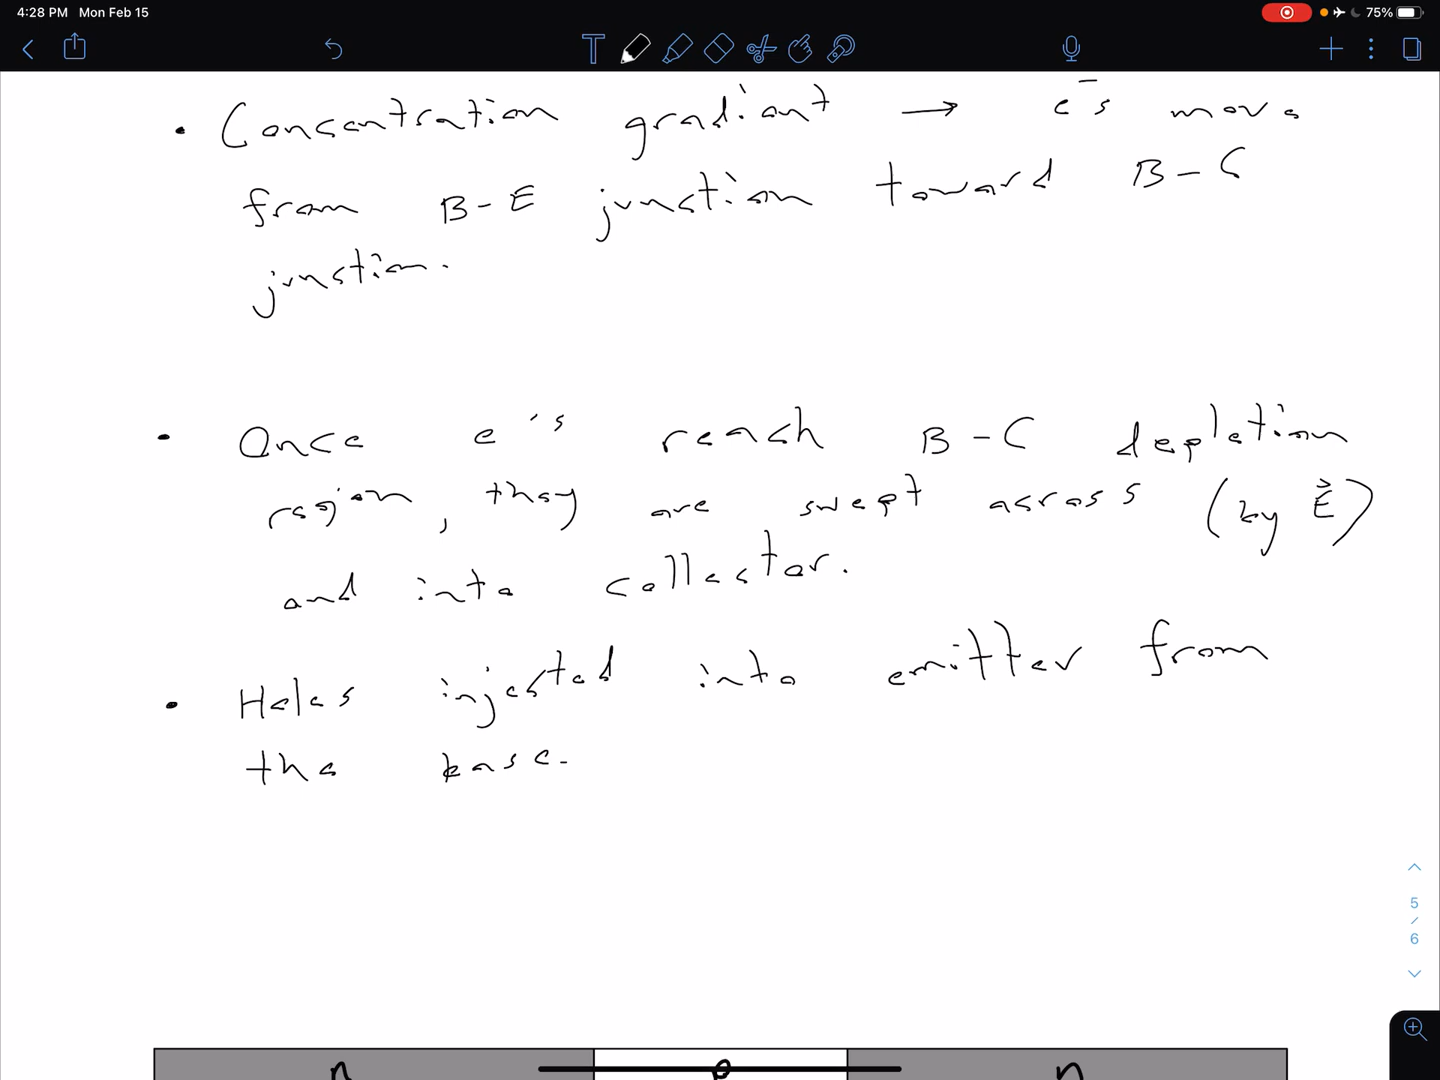 4:28 PM Mon Feb 15
75%
T
• Concentration gradient → e⁻'s move
from B-E junction toward B-C
junction.
• Once e⁻'s reach B-C depletion
region, they are swept across (by E⃗)
and into collector.
• Holes injected into emitter from
the base.
5
/
6
n p n